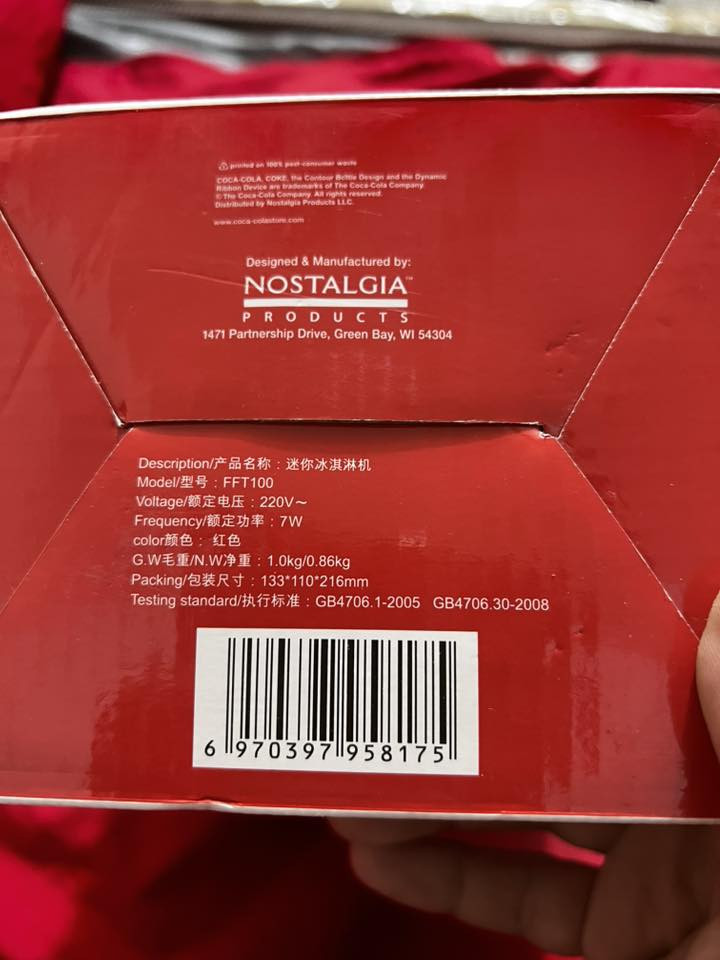 printed on 100% post-consumer waste
COCA-COLA, COKE, the Contour Bottle Design and the Dynamic
Ribbon Device are trademarks of The Coca-Cola Company.
© The Coca-Cola Company. All rights reserved.
Distributed by Nostalgia Products LLC.
www.coca-colastore.com
Designed & Manufactured by:
NOSTALGIA™
PRODUCTS
1471 Partnership Drive, Green Bay, WI 54304
Description/产品名称：迷你冰淇淋机
Model/型号：FFT100
Voltage/额定电压：220V～
Frequency/额定功率：7W
color颜色： 红色
G.W毛重/N.W净重：1.0kg/0.86kg
Packing/包装尺寸：133*110*216mm
Testing standard/执行标准：GB4706.1-2005 GB4706.30-2008
6 970397 958175